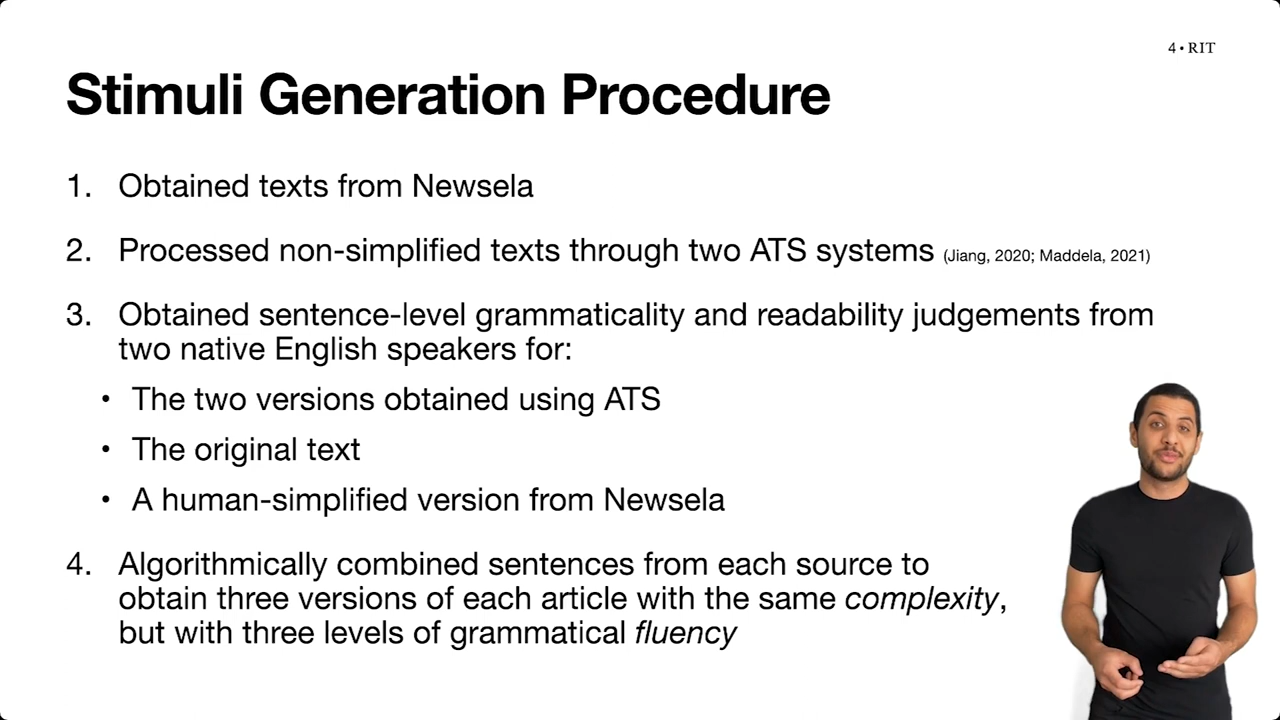 4 • RIT
Stimuli Generation Procedure
1. Obtained texts from Newsela
2. Processed non-simplified texts through two ATS systems (Jiang, 2020; Maddela, 2021)
3. Obtained sentence-level grammaticality and readability judgements from
two native English speakers for:
• The two versions obtained using ATS
• The original text
• A human-simplified version from Newsela
4. Algorithmically combined sentences from each source to
obtain three versions of each article with the same complexity,
but with three levels of grammatical fluency